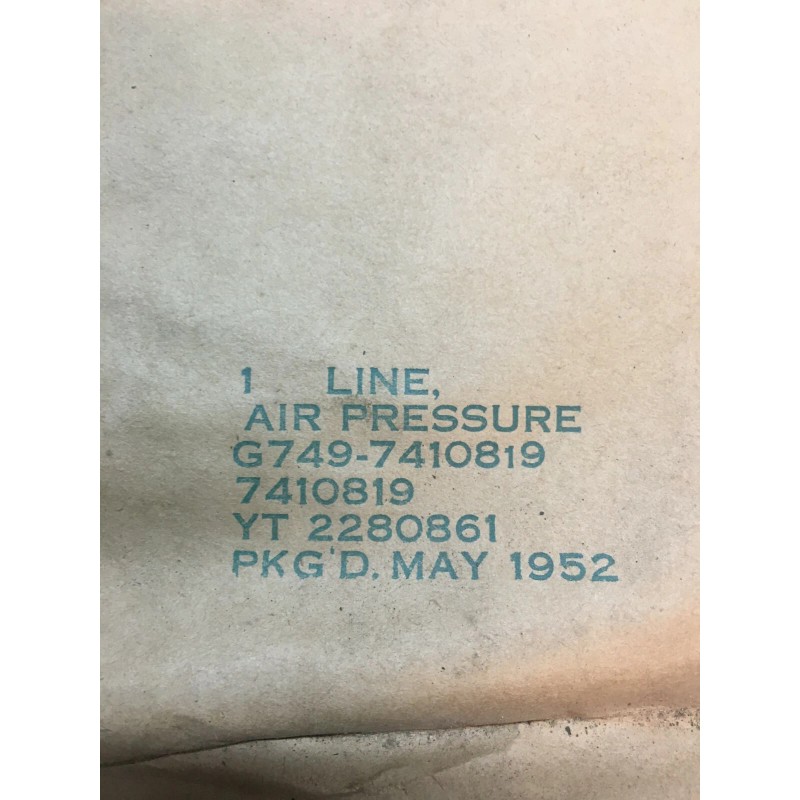 1 LINE,
AIR PRESSURE
G749-7410819
7410819
YT 2280861
PKG'D. MAY 1952